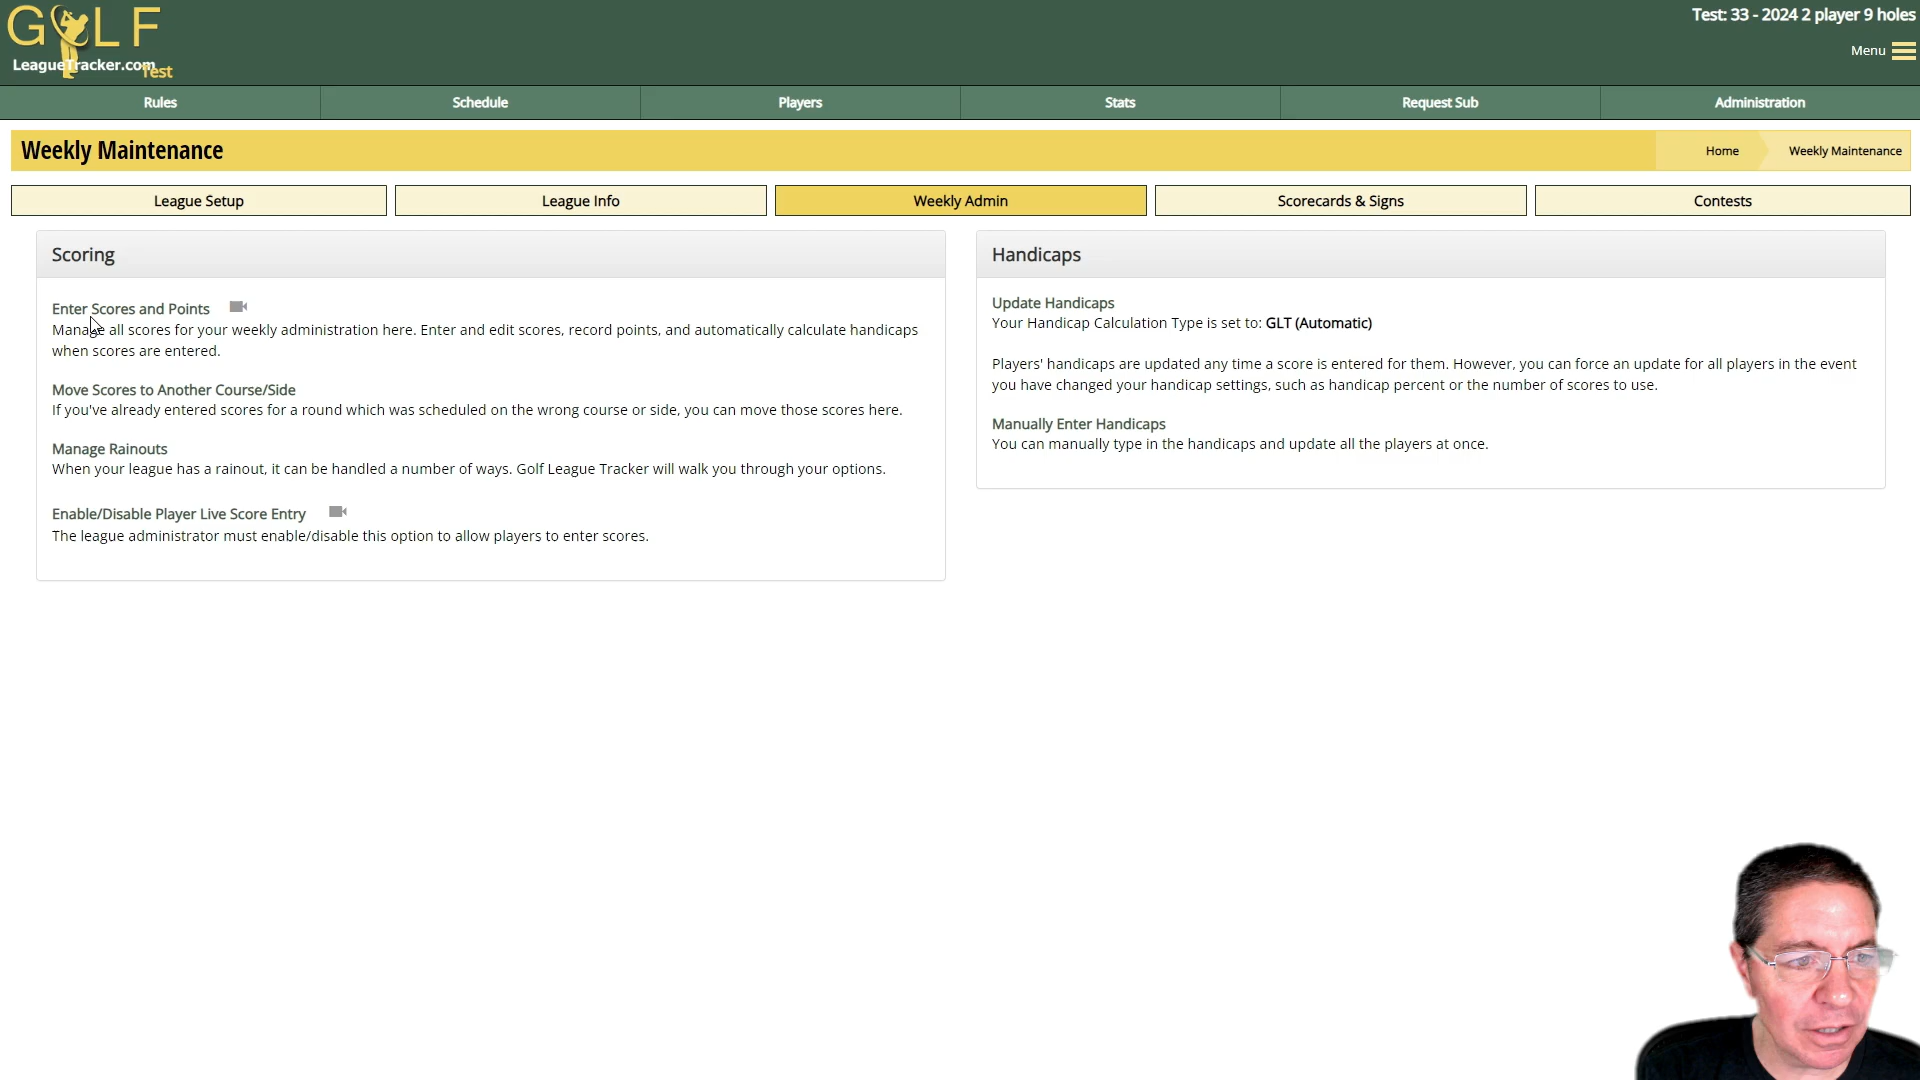 GOLF
LeagueTracker.com
Test
Test: 33 - 2024 2 player 9 holes
Menu
Rules
Schedule
Players
Stats
Request Sub
Administration
Weekly Maintenance
Home
Weekly Maintenance
League Setup
League Info
Weekly Admin
Scorecards & Signs
Contests
Scoring
Enter Scores and Points
Manage all scores for your weekly administration here. Enter and edit scores, record points, and automatically calculate handicaps
when scores are entered.
Move Scores to Another Course/Side
If you've already entered scores for a round which was scheduled on the wrong course or side, you can move those scores here.
Manage Rainouts
When your league has a rainout, it can be handled a number of ways. Golf League Tracker will walk you through your options.
Enable/Disable Player Live Score Entry
The league administrator must enable/disable this option to allow players to enter scores.
Handicaps
Update Handicaps
Your Handicap Calculation Type is set to: GLT (Automatic)
Players' handicaps are updated any time a score is entered for them. However, you can force an update for all players in the event
you have changed your handicap settings, such as handicap percent or the number of scores to use.
Manually Enter Handicaps
You can manually type in the handicaps and update all the players at once.